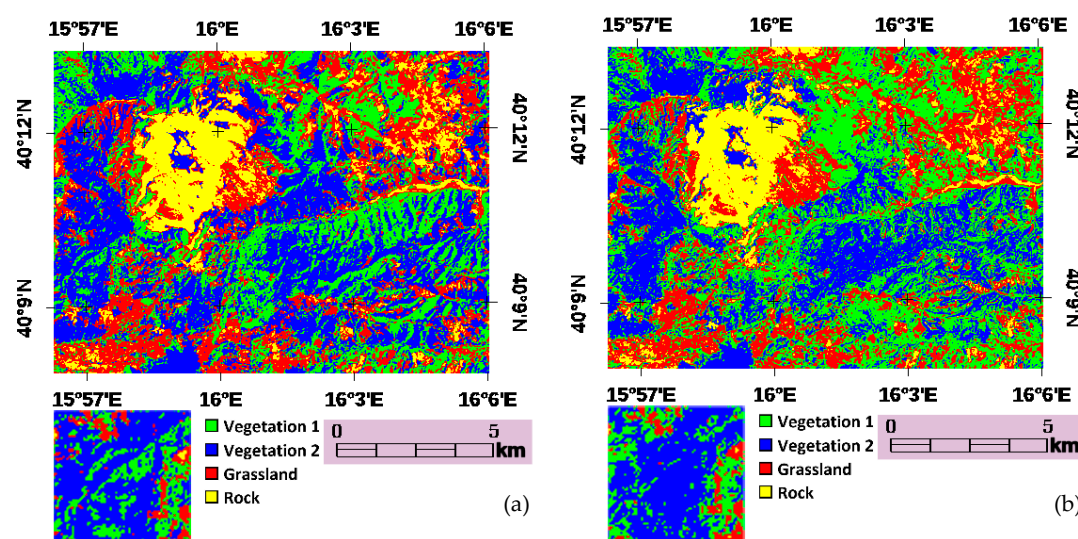 15°57'E 16°E 16°3'E 16°6'E
40°12'N 40°12'N
40°9'N 40°9'N
15°57'E 16°E 16°3'E 16°6'E
Vegetation 1
Vegetation 2
Grassland
Rock
0 5
km
(a)
15°57'E 16°E 16°3'E 16°6'E
40°12'N 40°12'N
40°9'N 40°9'N
15°57'E 16°E 16°3'E 16°6'E
Vegetation 1
Vegetation 2
Grassland
Rock
0 5
km
(b)